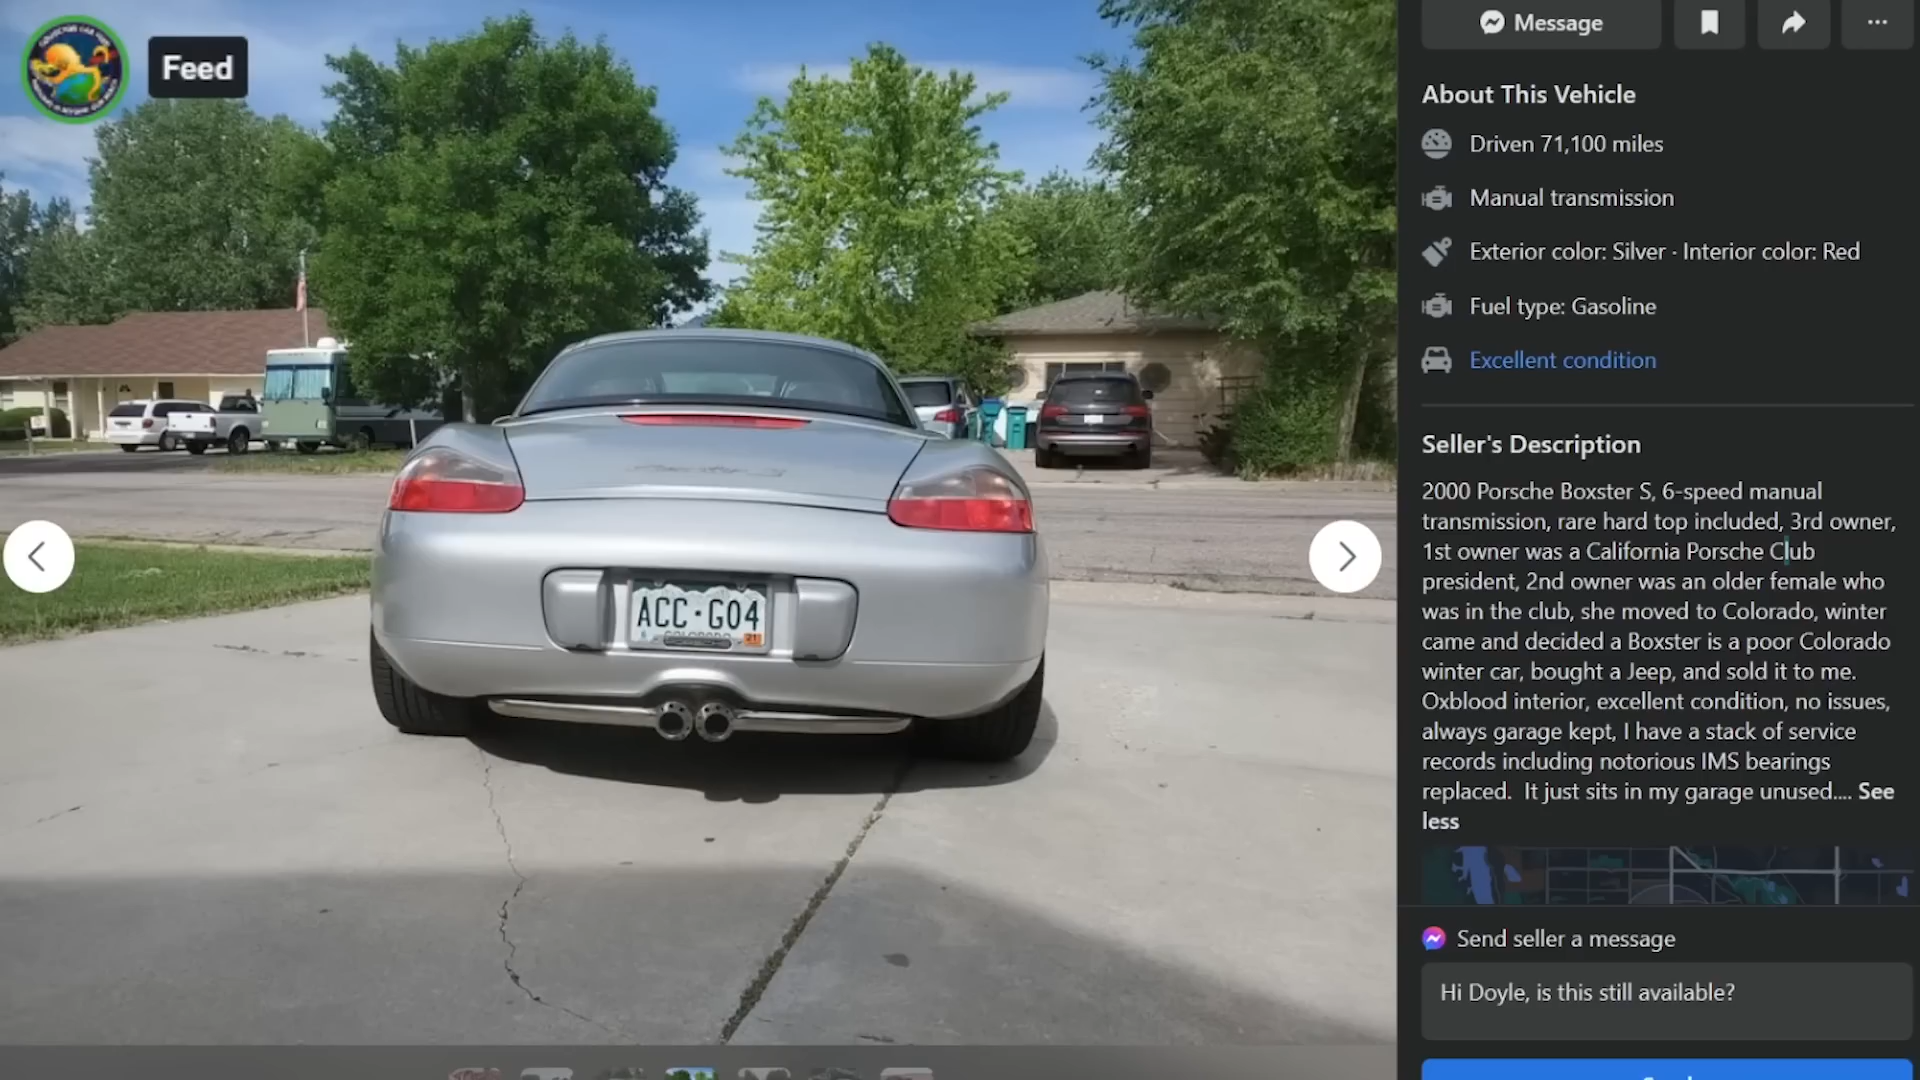 Feed
ACC·G04
COLORADO
21
Message
About This Vehicle
Driven 71,100 miles
Manual transmission
Exterior color: Silver · Interior color: Red
Fuel type: Gasoline
Excellent condition
Seller's Description
2000 Porsche Boxster S, 6-speed manual
transmission, rare hard top included, 3rd owner,
1st owner was a California Porsche Club
president, 2nd owner was an older female who
was in the club, she moved to Colorado, winter
came and decided a Boxster is a poor Colorado
winter car, bought a Jeep, and sold it to me.
Oxblood interior, excellent condition, no issues,
always garage kept, I have a stack of service
records including notorious IMS bearings
replaced.  It just sits in my garage unused.... See
less
Send seller a message
Hi Doyle, is this still available?